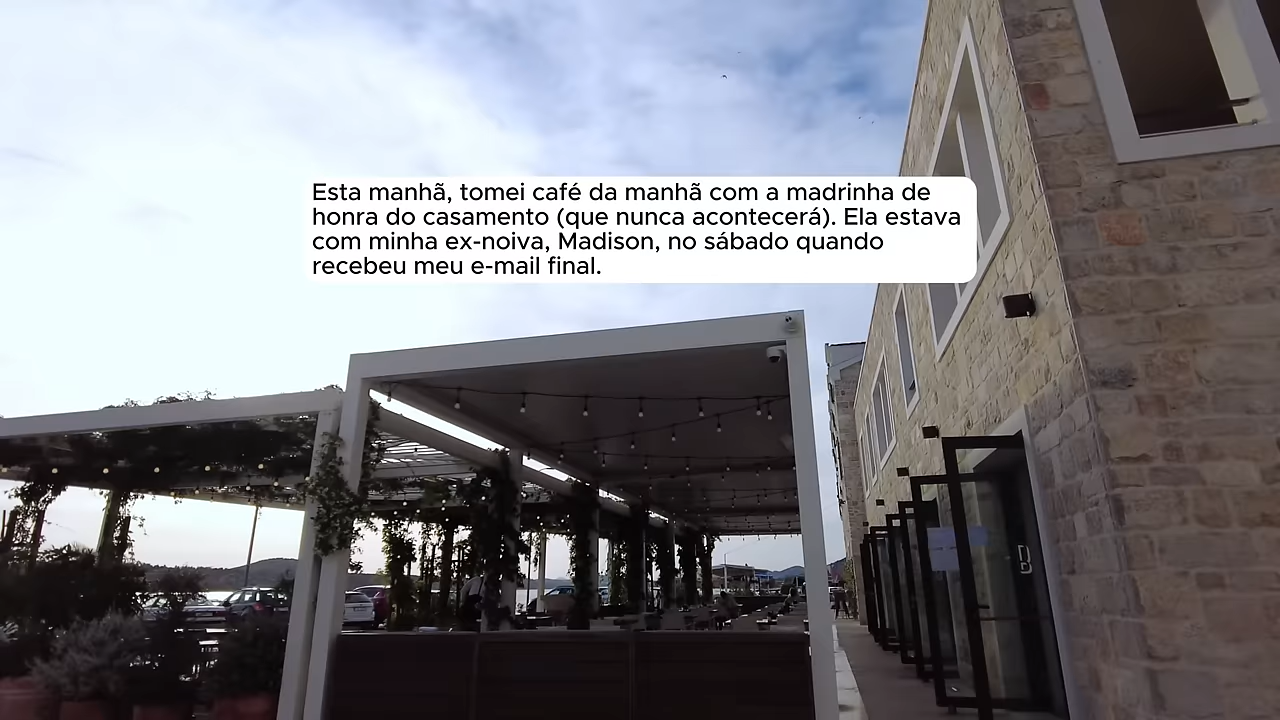 Esta manhã, tomei café da manhã com a madrinha de
honra do casamento (que nunca acontecerá). Ela estava
com minha ex-noiva, Madison, no sábado quando
recebeu meu e-mail final.